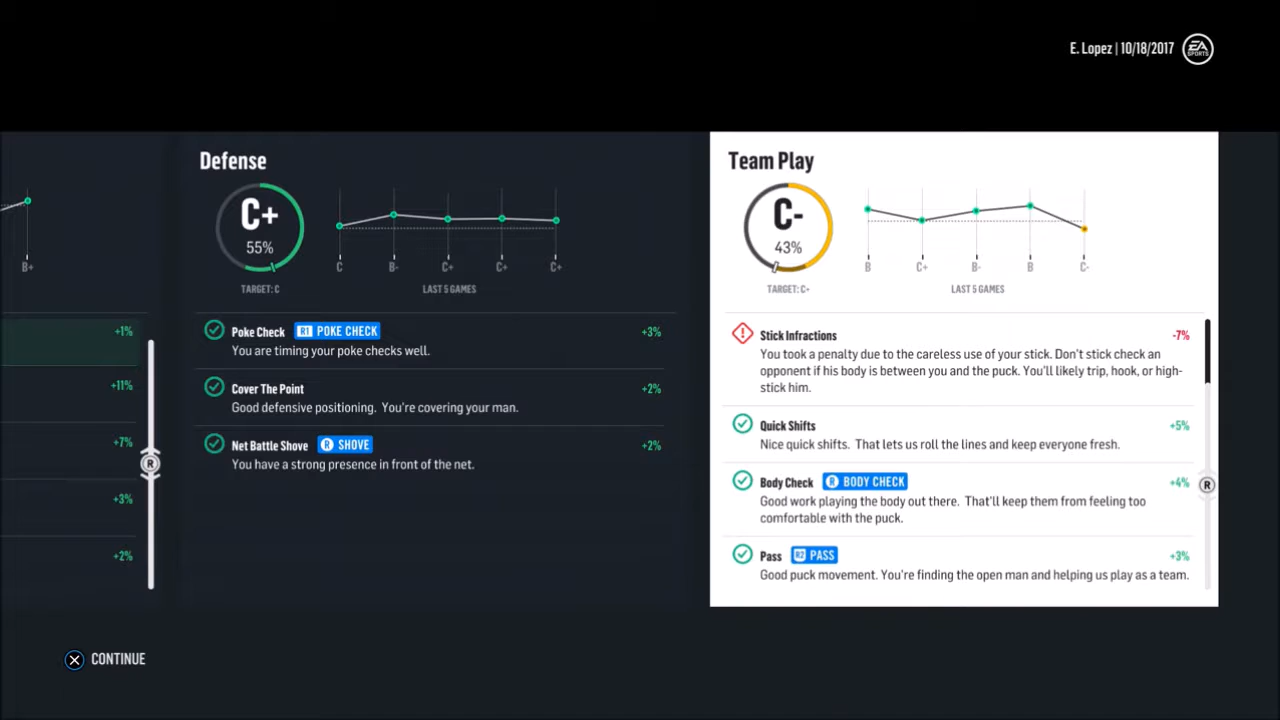 E. Lopez | 10/18/2017
EA
SPORTS
B+
+1%
+11%
+7%
+3%
+2%
R
Defense
C+
55%
TARGET: C
C B- C+ C+ C+
LAST 5 GAMES
Poke Check R1 POKE CHECK +3%
You are timing your poke checks well.
Cover The Point +2%
Good defensive positioning. You're covering your man.
Net Battle Shove R SHOVE +2%
You have a strong presence in front of the net.
Team Play
C-
43%
TARGET: C+
B C+ B- B C-
LAST 5 GAMES
Stick Infractions -7%
You took a penalty due to the careless use of your stick. Don't stick check an
opponent if his body is between you and the puck. You'll likely trip, hook, or high-
stick him.
Quick Shifts +5%
Nice quick shifts. That lets us roll the lines and keep everyone fresh.
Body Check R BODY CHECK +4%
Good work playing the body out there. That'll keep them from feeling too
comfortable with the puck.
R
Pass R2 PASS +3%
Good puck movement. You're finding the open man and helping us play as a team.
CONTINUE